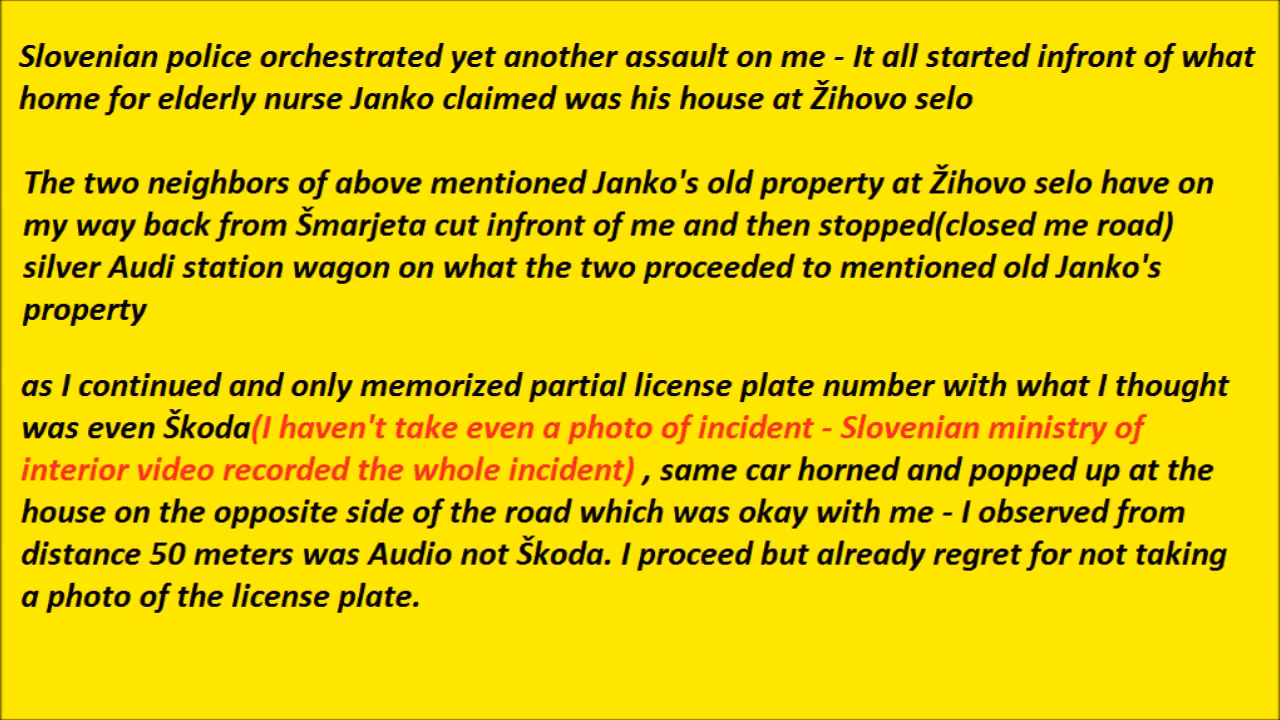 Slovenian police orchestrated yet another assault on me - It all started infront of what
home for elderly nurse Janko claimed was his house at Žihovo selo
The two neighbors of above mentioned Janko's old property at Žihovo selo have on
my way back from Šmarjeta cut infront of me and then stopped(closed me road)
silver Audi station wagon on what the two proceeded to mentioned old Janko's
property
as I continued and only memorized partial license plate number with what I thought
was even Škoda(I haven't take even a photo of incident - Slovenian ministry of
interior video recorded the whole incident) , same car horned and popped up at the
house on the opposite side of the road which was okay with me - I observed from
distance 50 meters was Audio not Škoda. I proceed but already regret for not taking
a photo of the license plate.